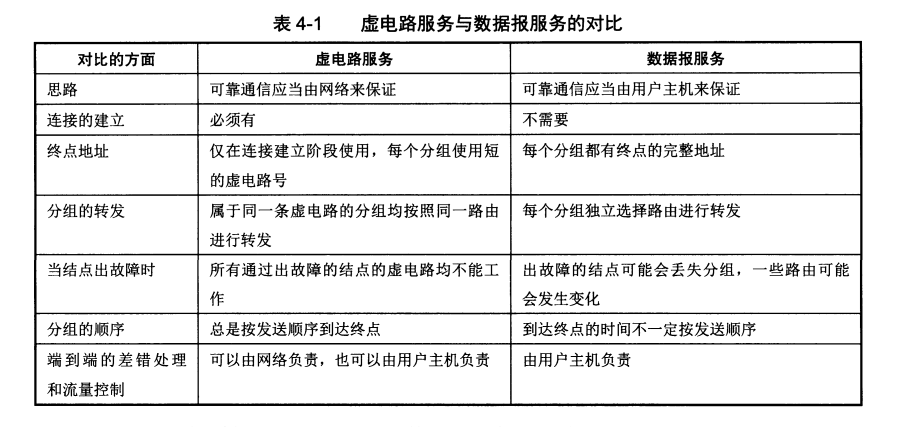 表 4-1 虚电路服务与数据报服务的对比
对比的方面 虚电路服务 数据报服务
思路 可靠通信应当由网络来保证 可靠通信应当由用户主机来保证
连接的建立 必须有 不需要
终点地址 仅在连接建立阶段使用，每个分组使用短 每个分组都有终点的完整地址
的虚电路号
分组的转发 属于同一条虚电路的分组均按照同一路由 每个分组独立选择路由进行转发
进行转发
当结点出故障时 所有通过出故障的结点的虚电路均不能工 出故障的结点可能会丢失分组，一些路由可能
作 会发生变化
分组的顺序 总是按发送顺序到达终点 到达终点的时间不一定按发送顺序
端到端的差错处理 可以由网络负责，也可以由用户主机负责 由用户主机负责
和流量控制